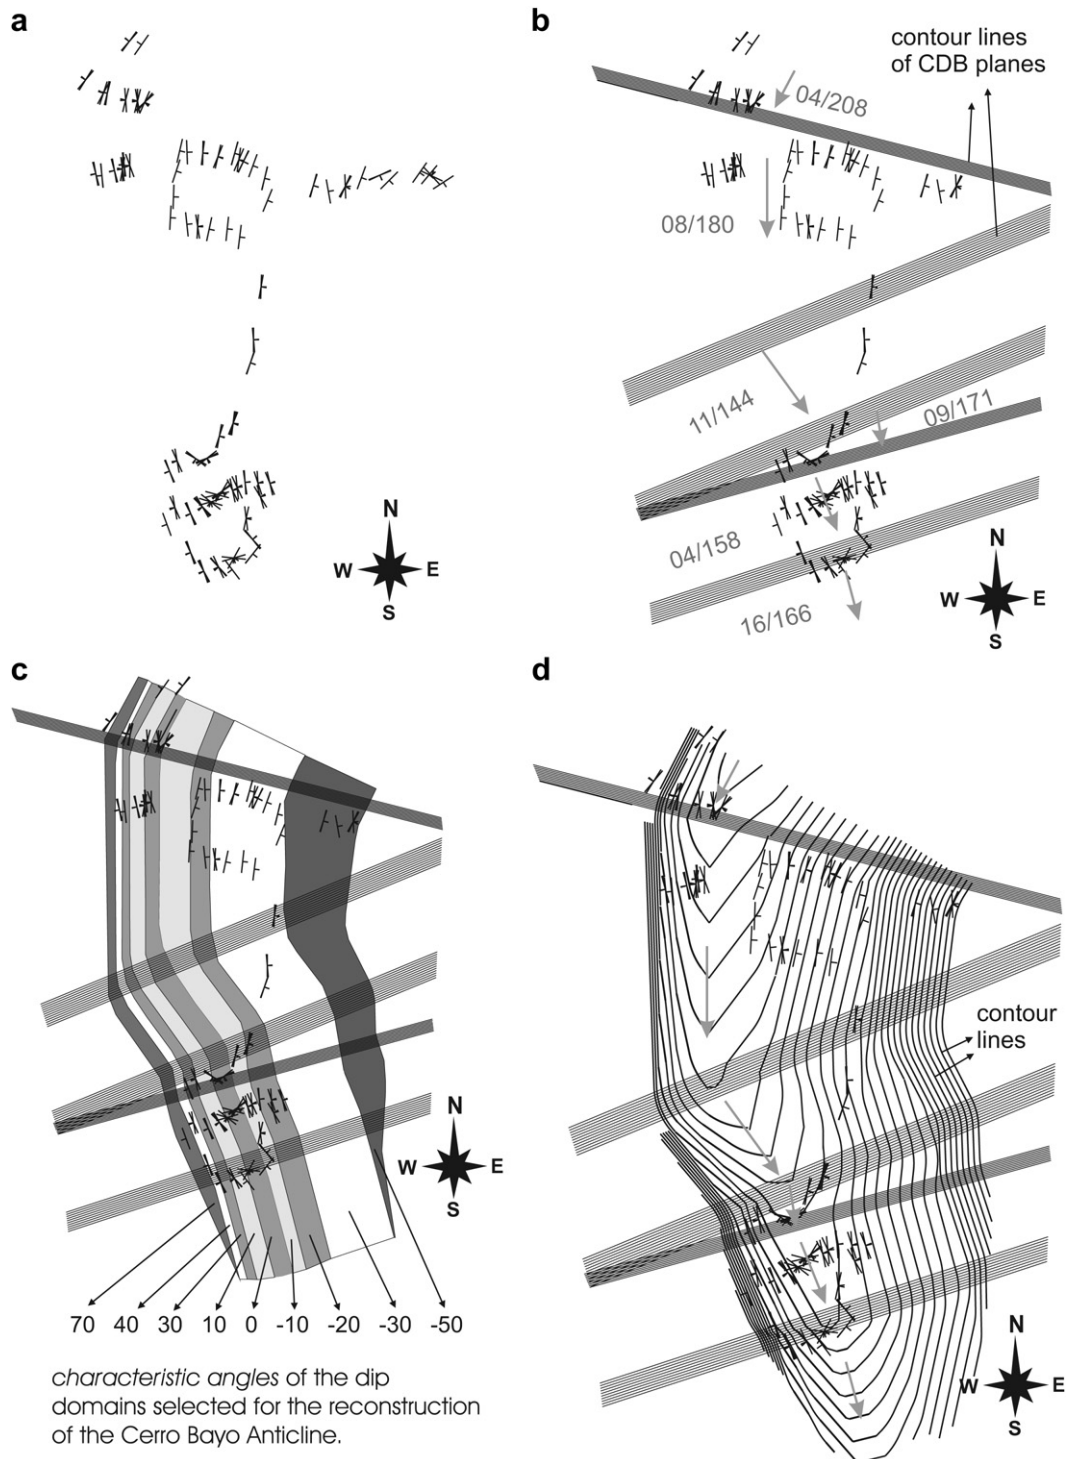 a
N
W E
S
b
contour lines
of CDB planes
04/208
08/180
11/144
09/171
04/158
16/166
N
W E
S
c
N
W E
S
70 40 30 10 0 -10 -20 -30 -50
characteristic angles of the dip
domains selected for the reconstruction
of the Cerro Bayo Anticline.
d
contour
lines
N
W E
S